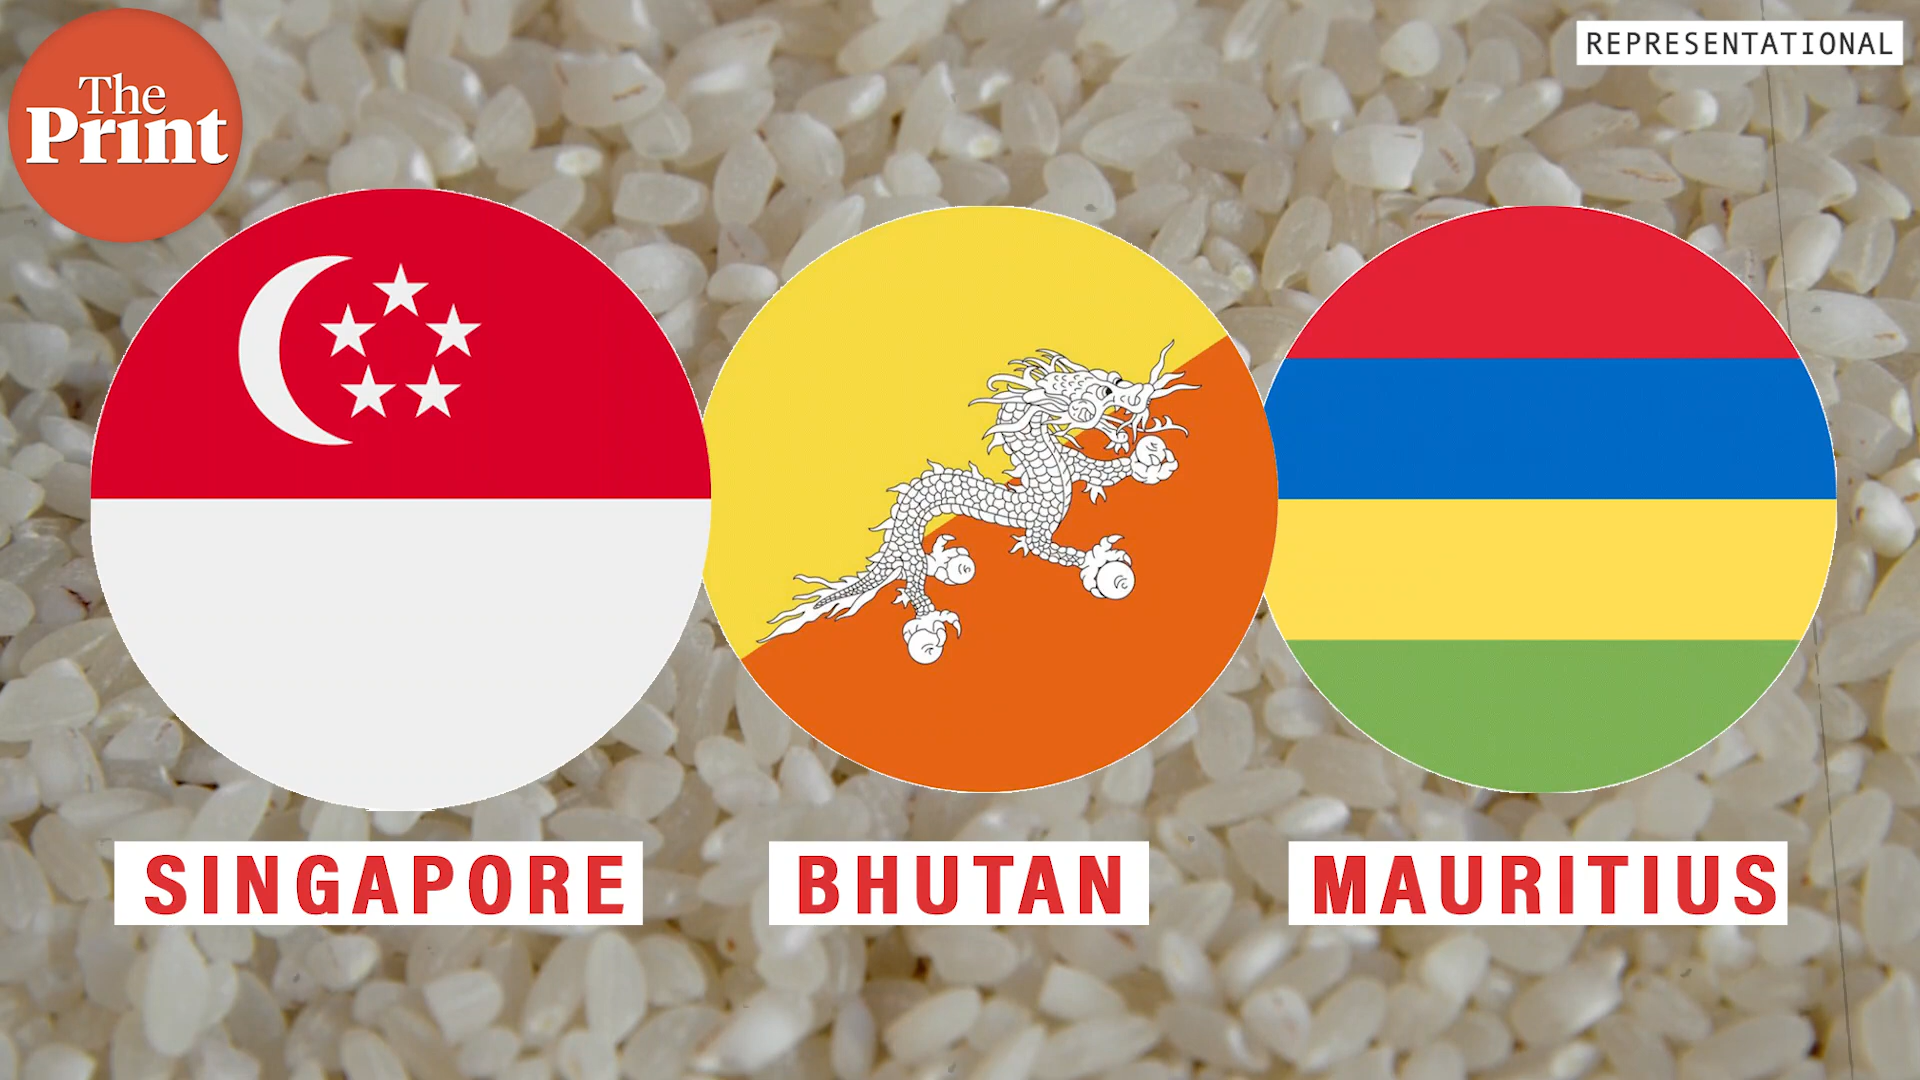 The
Print
REPRESENTATIONAL
SINGAPORE
BHUTAN
MAURITIUS